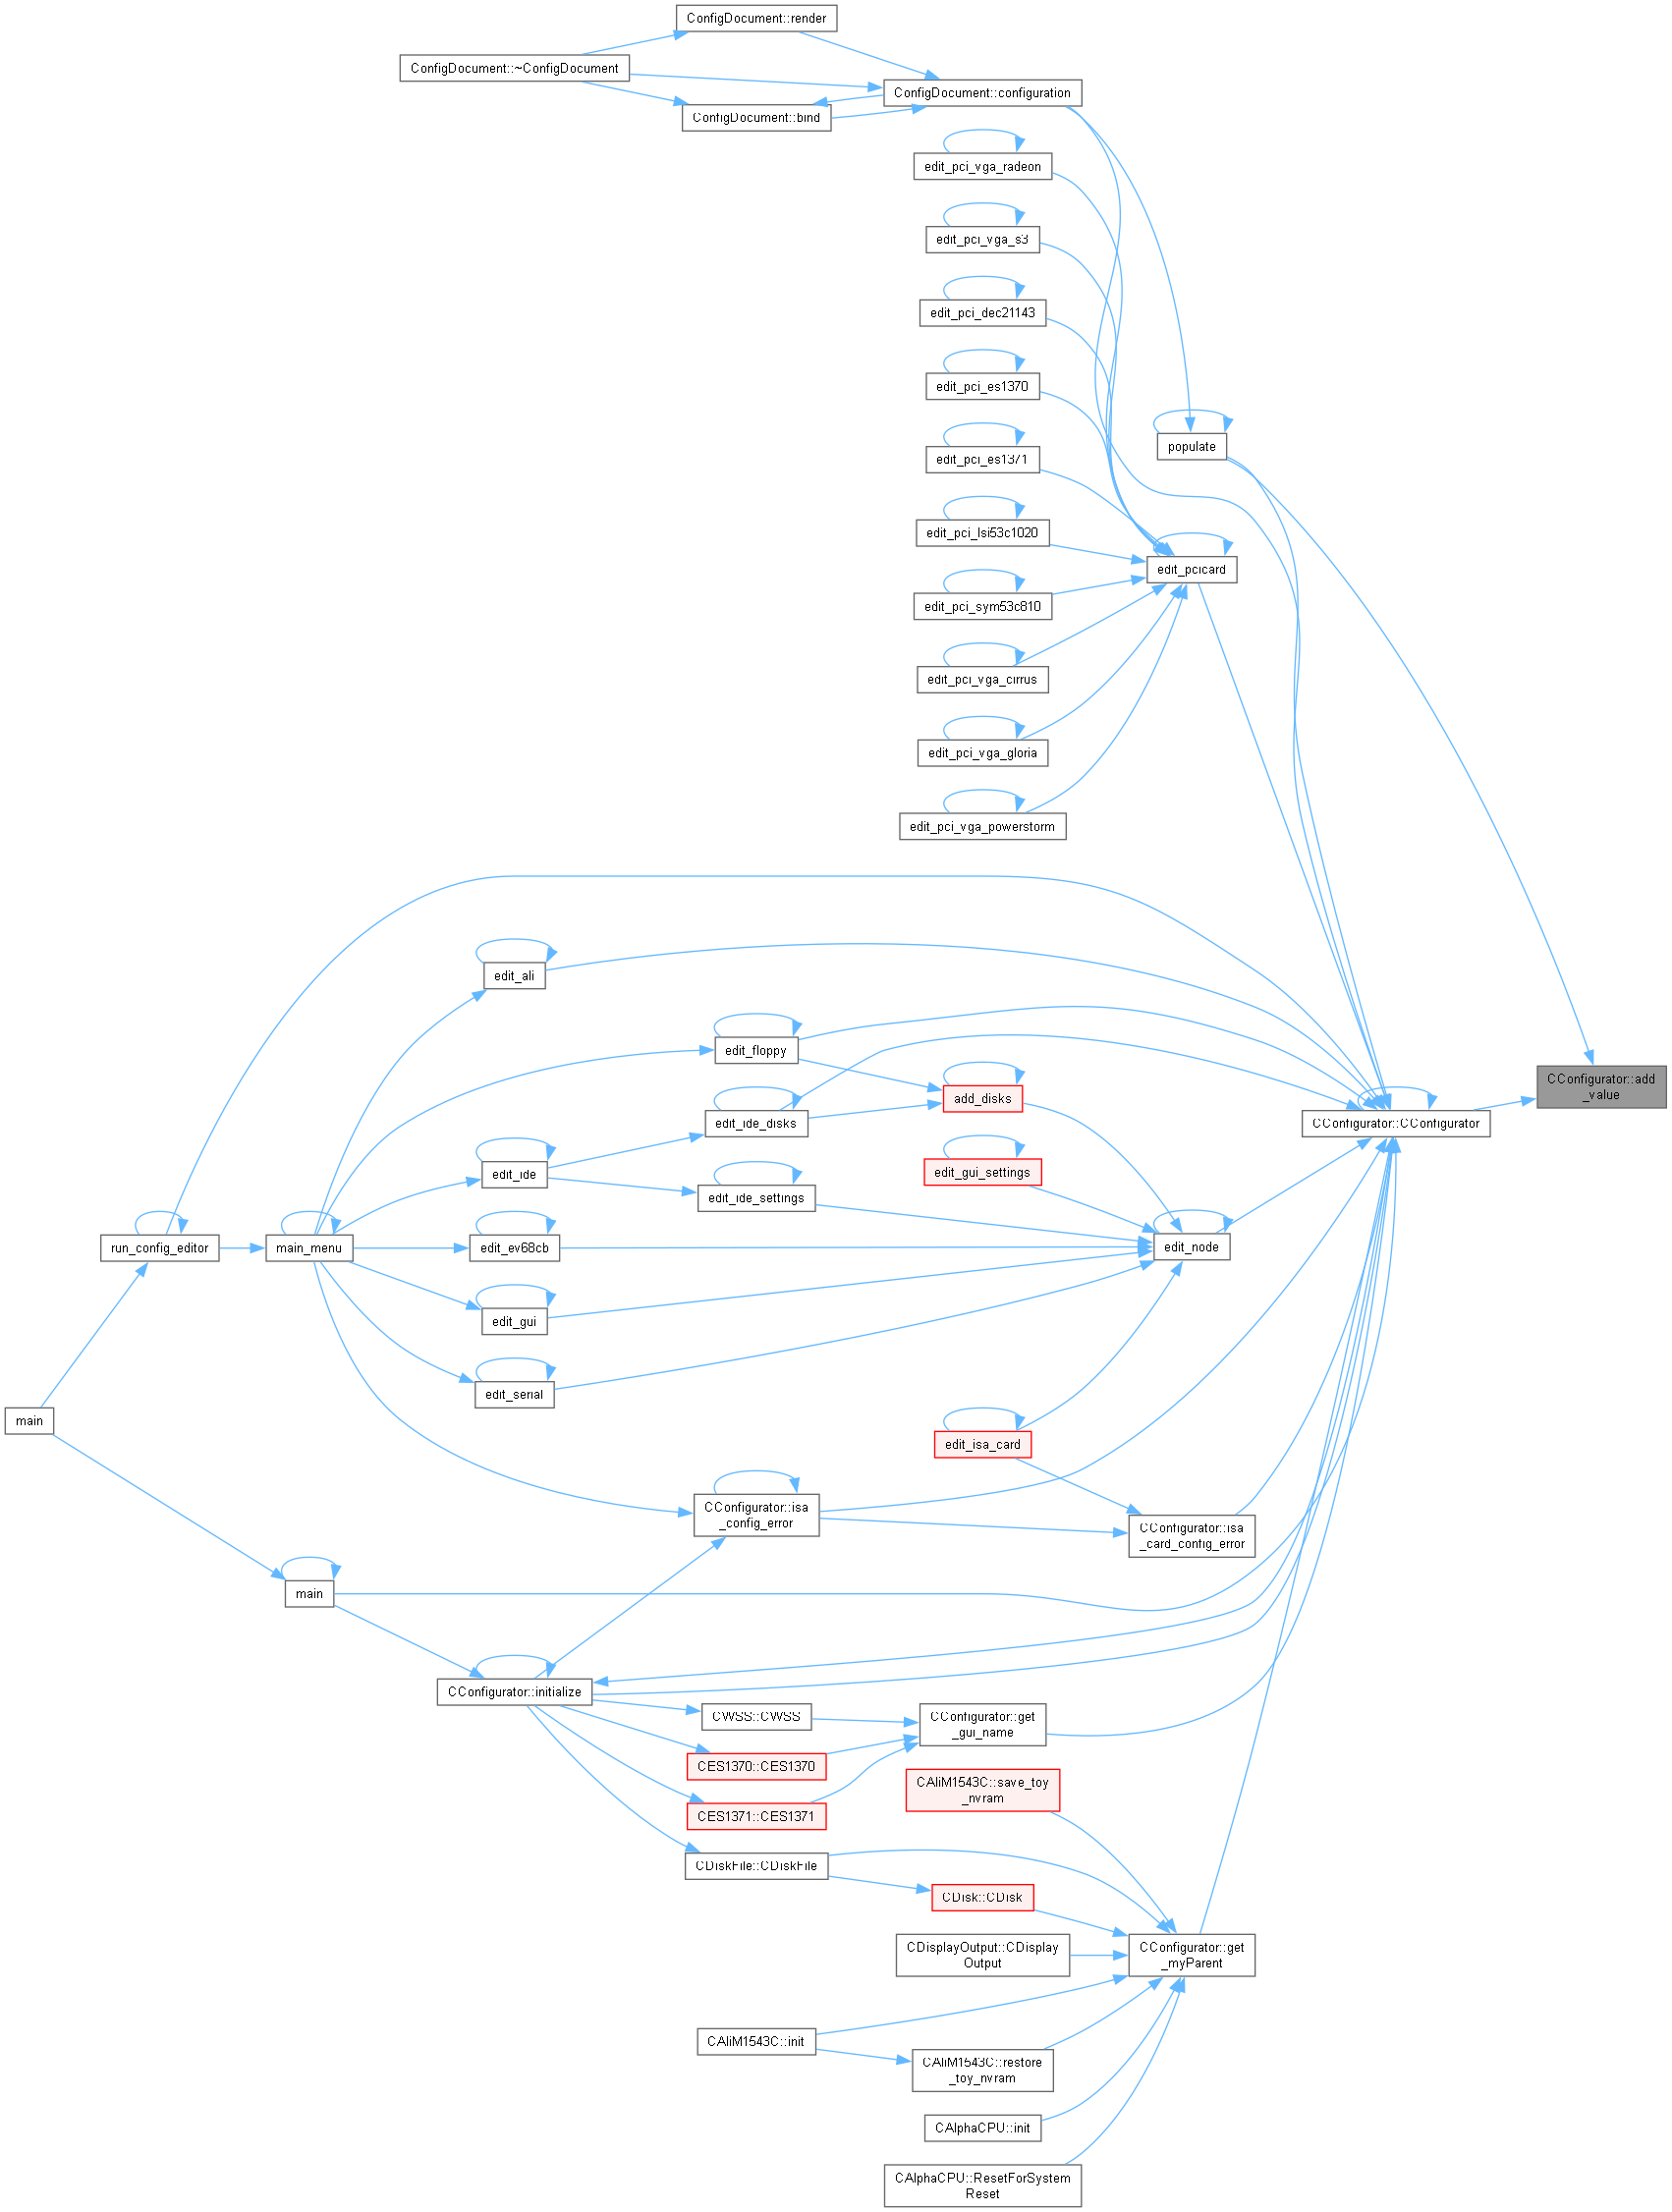 ConfigDocument::render
ConfigDocument::~ConfigDocument
ConfigDocument::configuration
ConfigDocument::bind
edit_pci_vga_radeon
edit_pci_vga_s3
edit_pci_dec21143
edit_pci_es1370
populate
edit_pci_es1371
edit_pci_lsi53c1020
edit_pcicard
edit_pci_sym53c810
edit_pci_vga_cirrus
edit_pci_vga_gloria
edit_pci_vga_powerstorm
edit_ali
edit_floppy
add_disks
CConfigurator::add
_value
edit_ide_disks
CConfigurator::CConfigurator
edit_ide
edit_gui_settings
edit_ide_settings
run_config_editor
main_menu
edit_ev68cb
edit_node
edit_gui
edit_serial
main
edit_isa_card
CConfigurator::isa
_config_error
CConfigurator::isa
_card_config_error
main
CConfigurator::initialize
CWSS::CWSS
CConfigurator::get
_gui_name
CES1370::CES1370
CAliM1543C::save_toy
_nvram
CES1371::CES1371
CDiskFile::CDiskFile
CDisk::CDisk
CDisplayOutput::CDisplay
Output
CConfigurator::get
_myParent
CAliM1543C::init
CAliM1543C::restore
_toy_nvram
CAlphaCPU::init
CAlphaCPU::ResetForSystem
Reset